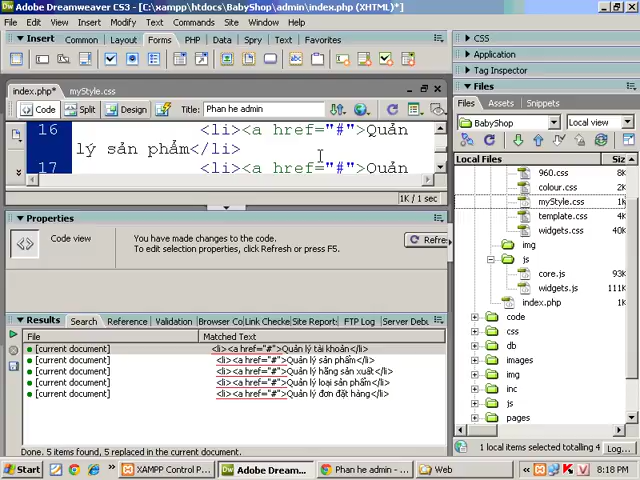 Adobe Dreamweaver CS3 - [C:\xampp\htdocs\BabyShop\admin\index.php (XHTML)*]
File Edit View Insert Modify Text Commands Site Window Help
Insert Common Layout Forms PHP Data Spry Text Favorites
index.php* myStyle.css
Code Split Design Title: Phan he admin
16 <li><a href="#">Quản
lý sản phẩm</li>
17 <li><a href="#">Quản
1K / 1 sec
Properties
Code view
You have made changes to the code.
To edit selection properties, click Refresh or press F5.
Refre
Results Search Reference Validation Browser Co Link Checke Site Report FTP Log Server Debu
File Matched Text
[current document] <li><a href="#">Quản lý tài khoản</li>
[current document] <li><a href="#">Quản lý sản phẩm</li>
[current document] <li><a href="#">Quản lý hãng sản xuất</li>
[current document] <li><a href="#">Quản lý loại sản phẩm</li>
[current document] <li><a href="#">Quản lý đơn đặt hàng</li>
Done. 5 items found, 5 replaced in the current document.
CSS
Application
Tag Inspector
Files
Files Assets Snippets
BabyShop Local view
Local Files Siz
960.css 8K
colour.css 2K
myStyle.css 1K
template.css 4K
widgets.css 40K
img
js
core.js 93K
widgets.js 111K
index.php 1K
code
css
db
images
img
inc
js
pages
1 local items selected totalling 4 Log...
Start XAMPP Control P... Adobe Dream... Phan he admin - ... Web 8:18 PM